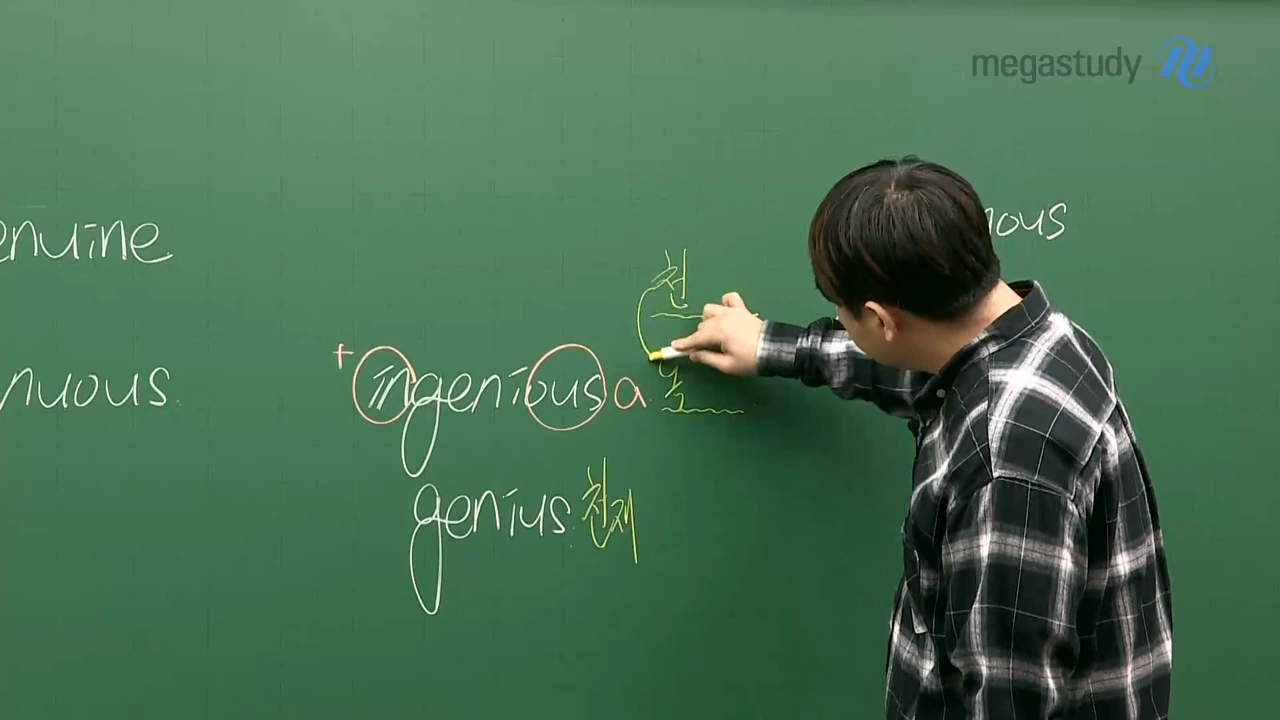 megastudy
enuine
nous
천
+ ingenious a
nuous
genius 천재